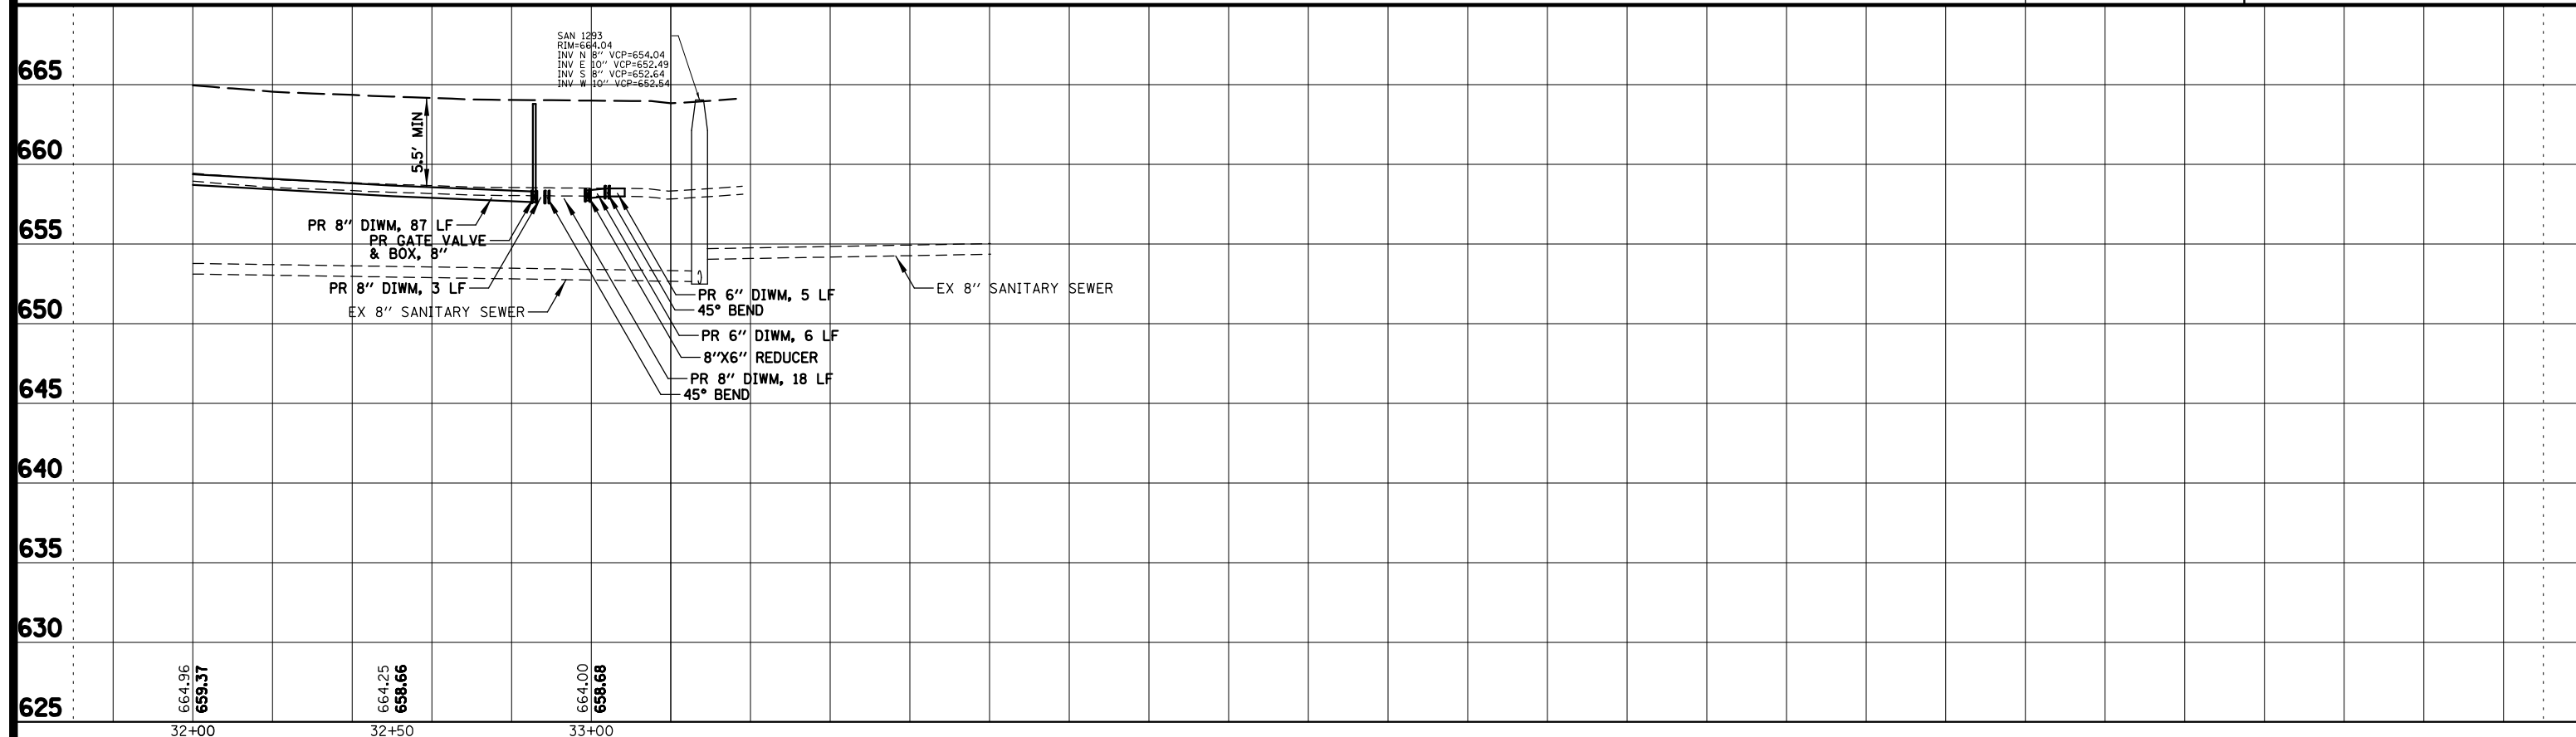 SAN 1293
RIM=664.04
INV N 8" VCP=654.04
INV E 10" VCP=652.49
INV S 8" VCP=652.64
INV W 10" VCP=652.54
665
660
5.5' MIN
655
PR 8" DIWM, 87 LF
PR GATE VALVE
& BOX, 8"
PR 8" DIWM, 3 LF
EX 8" SANITARY SEWER
EX 8" SANITARY SEWER
PR 6" DIWM, 5 LF
45° BEND
650
PR 6" DIWM, 6 LF
8"X6" REDUCER
PR 8" DIWM, 18 LF
45° BEND
645
640
635
630
664.96
659.37
664.25
658.66
664.00
658.68
625
32+00
32+50
33+00